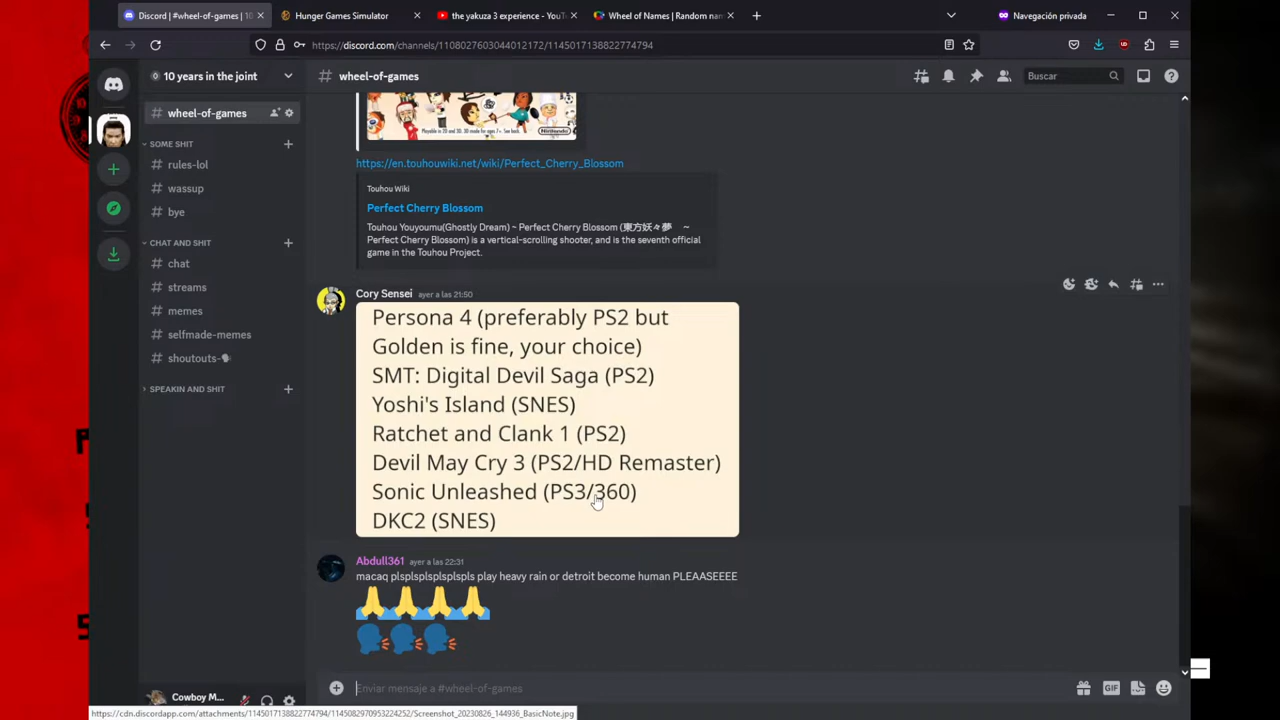 Discord | #wheel-of-games | 10
Hunger Games Simulator
the yakuza 3 experience - YouT
Wheel of Names | Random nam
Navegación privada
https://discord.com/channels/1108027603044012172/1145017138822774794
10 years in the joint
wheel-of-games
Buscar
wheel-of-games
SOME SHIT
rules-lol
wassup
bye
CHAT AND SHIT
chat
streams
memes
selfmade-memes
shoutouts-🗣
SPEAKIN AND SHIT
Nintendo
https://en.touhouwiki.net/wiki/Perfect_Cherry_Blossom
Touhou Wiki
Perfect Cherry Blossom
Touhou Youyoumu(Ghostly Dream) ~ Perfect Cherry Blossom (東方妖々夢 ～
Perfect Cherry Blossom) is a vertical-scrolling shooter, and is the seventh official
game in the Touhou Project.
Cory Sensei ayer a las 21:50
Persona 4 (preferably PS2 but
Golden is fine, your choice)
SMT: Digital Devil Saga (PS2)
Yoshi's Island (SNES)
Ratchet and Clank 1 (PS2)
Devil May Cry 3 (PS2/HD Remaster)
Sonic Unleashed (PS3/360)
DKC2 (SNES)
Abdull361 ayer a las 22:31
macaq plsplsplsplsplspls play heavy rain or detroit become human PLEAASEEEE
🙏🙏🙏🙏
🗣🗣🗣
Cowboy M...
Enviar mensaje a #wheel-of-games
GIF
https://cdn.discordapp.com/attachments/1145017138822774794/1145082970953224252/Screenshot_20230826_144936_BasicNote.jpg